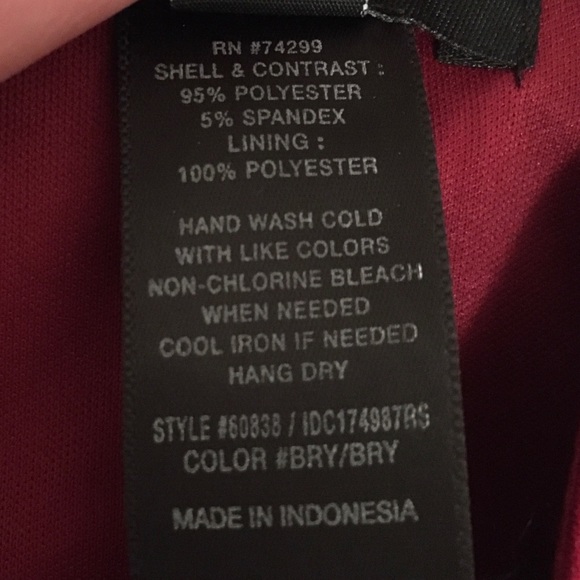 RN #74299
SHELL & CONTRAST :
95% POLYESTER
5% SPANDEX
LINING :
100% POLYESTER
HAND WASH COLD
WITH LIKE COLORS
NON-CHLORINE BLEACH
WHEN NEEDED
COOL IRON IF NEEDED
HANG DRY
STYLE #60838 / IDC174987RS
COLOR #BRY/BRY
MADE IN INDONESIA